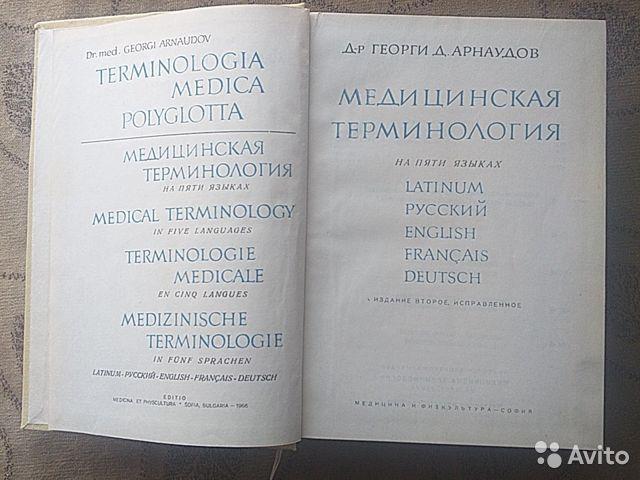 Dr. med. GEORGI ARNAUDOV
TERMINOLOGIA
MEDICA
POLYGLOTTA
МЕДИЦИНСКАЯ
ТЕРМИНОЛОГИЯ
НА ПЯТИ ЯЗЫКАХ
MEDICAL TERMINOLOGY
IN FIVE LANGUAGES
TERMINOLOGIE
MEDICALE
EN CINQ LANGUES
MEDIZINISCHE
TERMINOLOGIE
IN FÜNF SPRACHEN
LATINUM-РУССКИЙ-ENGLISH-FRANÇAIS-DEUTSCH
EDITIO
MEDICINA ET PHYSCULTURA * SOFIA, BULGARIA-1966
Д-Р ГЕОРГИ Д. АРНАУДОВ
МЕДИЦИНСКАЯ
ТЕРМИНОЛОГИЯ
НА ПЯТИ ЯЗЫКАХ
LATINUM
РУССКИЙ
ENGLISH
FRANÇAIS
DEUTSCH
ИЗДАНИЕ ВТОРОЕ, ИСПРАВЛЕННОЕ
МЕДИЦИНА И ФИЗКУЛЬТУРА-СОФИЯ
Avito